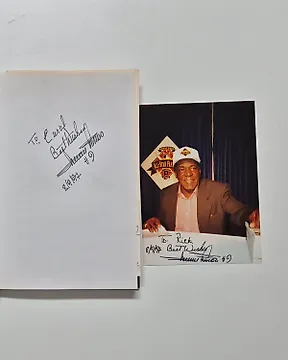 To Carol
Best Wishes
Minnie Minoso
#9
To Rick
Best Wishes
Minnie Minoso #9